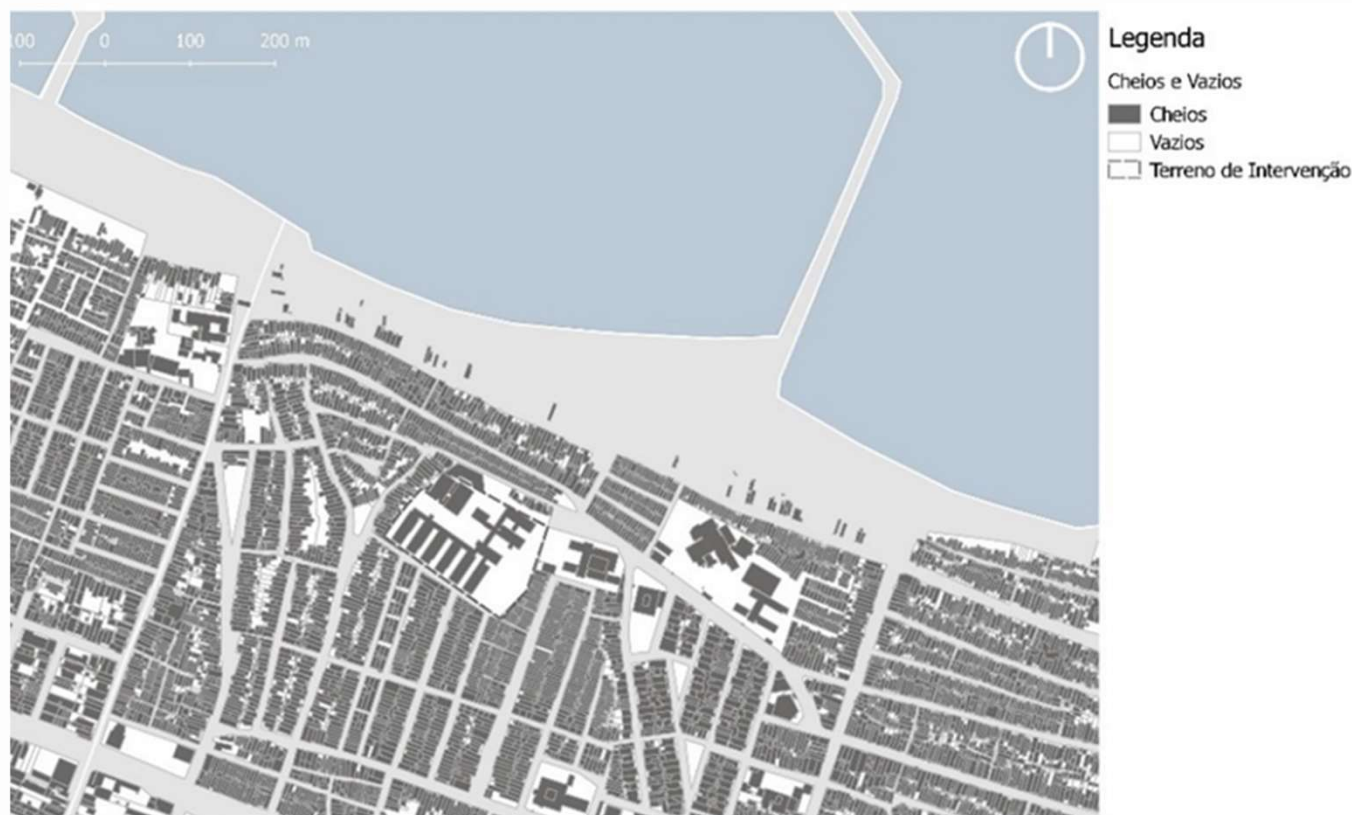 100 0 100 200 m
Legenda
Cheios e Vazios
Cheios
Vazios
Terreno de Intervenção